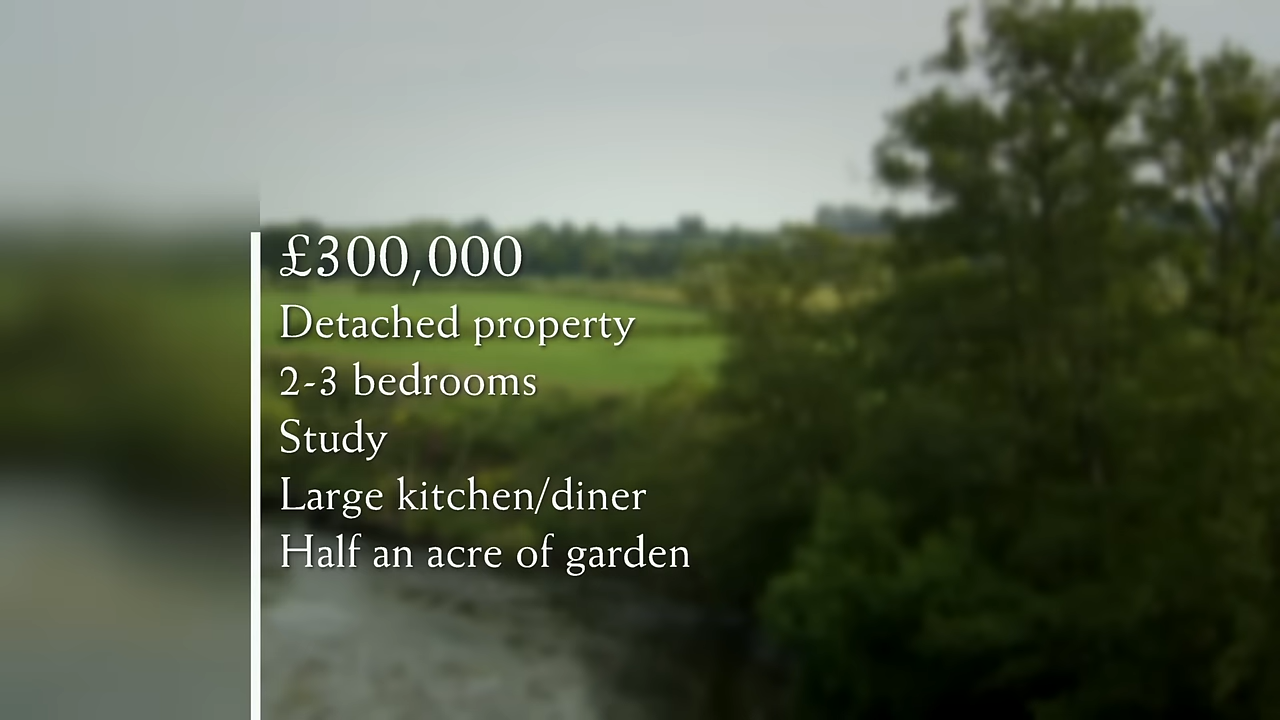 £300,000
Detached property
2-3 bedrooms
Study
Large kitchen/diner
Half an acre of garden